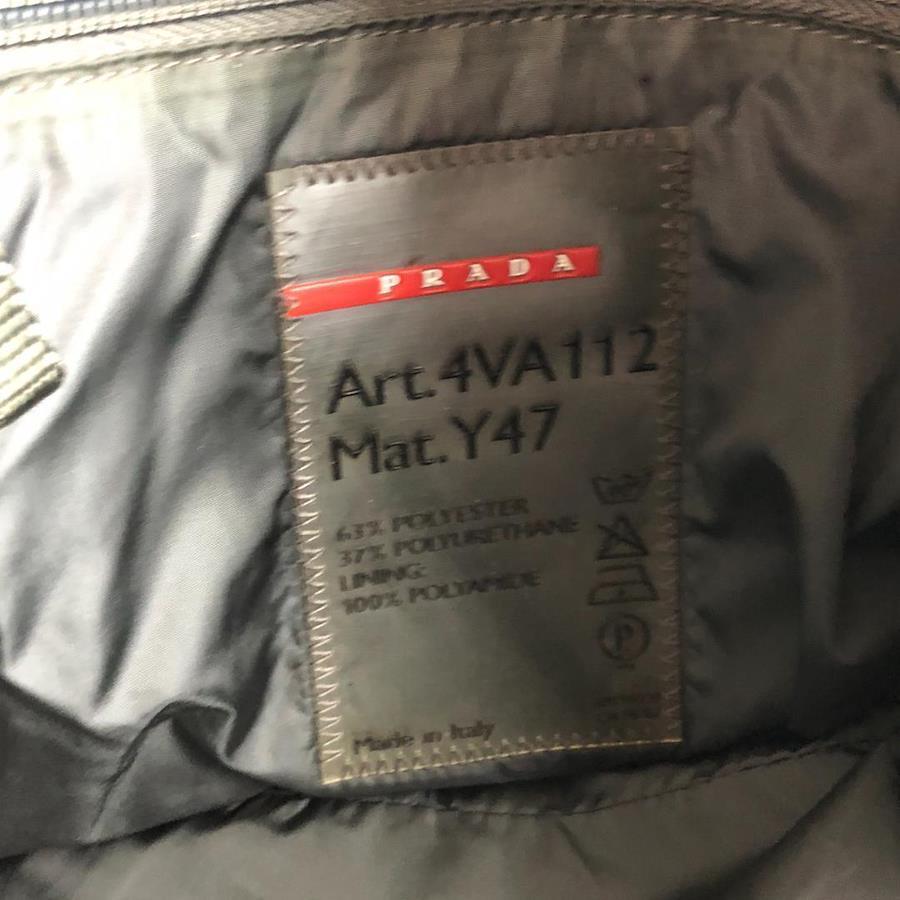 PRADA
Art.4VA112
Mat.Y47
63% POLYESTER
37% POLYURETHANE
LINING:
100% POLYAMIDE
Made in Italy